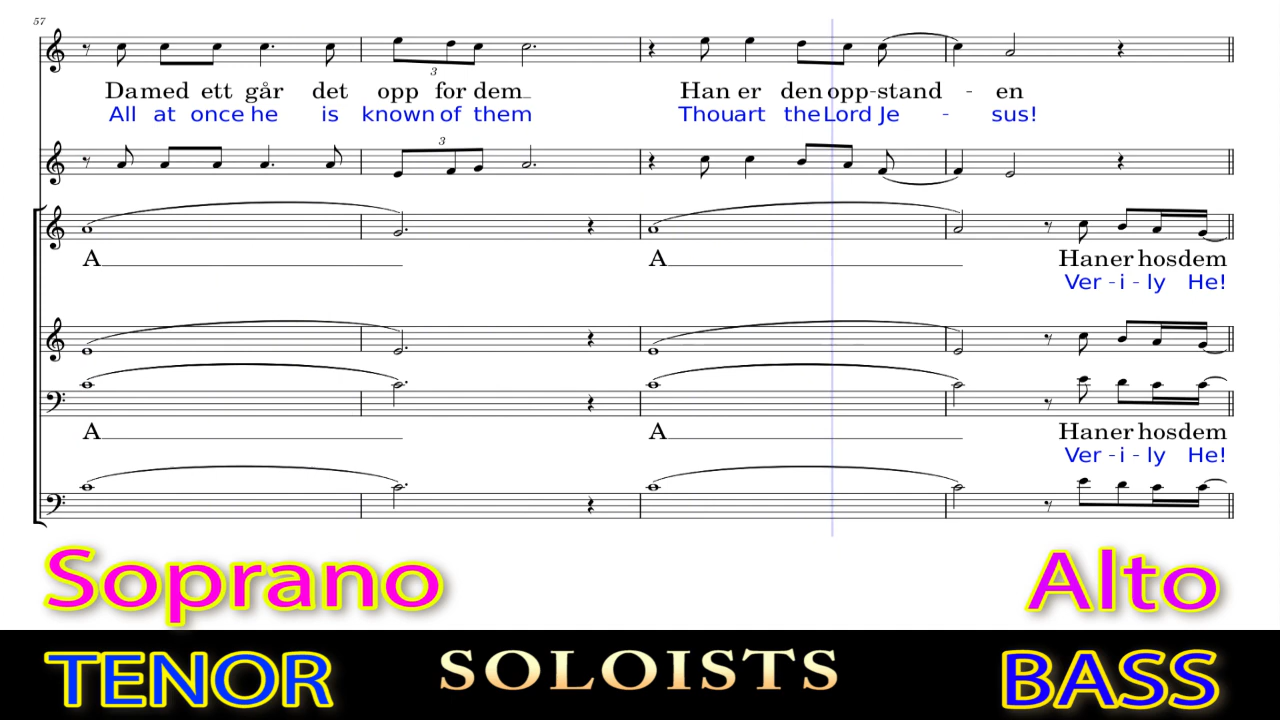 57
Da med ett går det opp for dem_ Han er den opp-stand - en
All at once he is known of them Thou art the Lord Je - sus!
3
3
A A Han er hos dem
Ver - i - ly He!
A A Han er hos dem
Ver - i - ly He!
Soprano Alto
TENOR SOLOISTS BASS